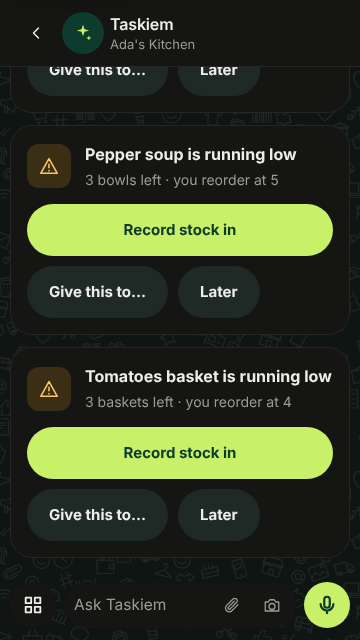 Taskiem
Ada's Kitchen
Give this to... Later
Pepper soup is running low
3 bowls left · you reorder at 5
Record stock in
Give this to... Later
Tomatoes basket is running low
3 baskets left · you reorder at 4
Record stock in
Give this to... Later
Ask Taskiem